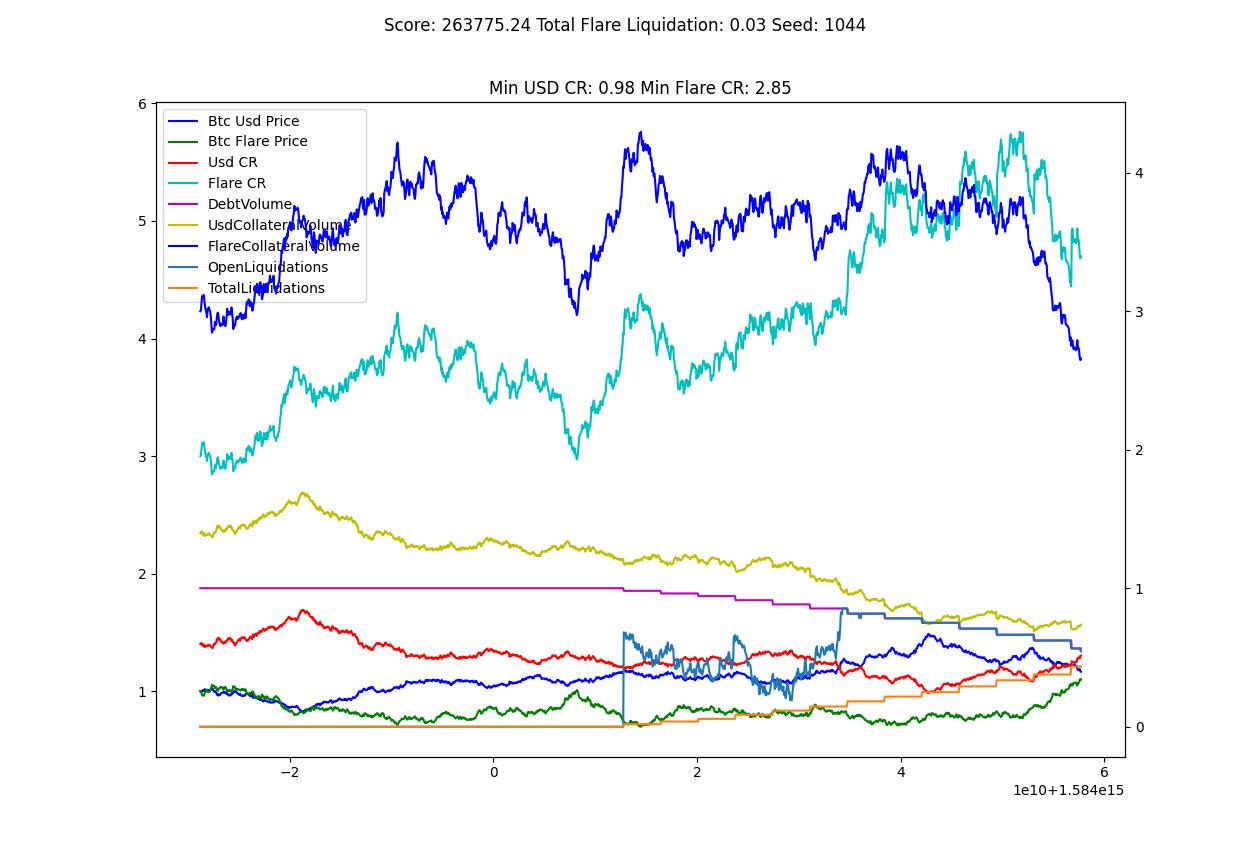 Score: 263775.24 Total Flare Liquidation: 0.03 Seed: 1044
Min USD CR: 0.98 Min Flare CR: 2.85
Btc Usd Price
Btc Flare Price
Usd CR
Flare CR
DebtVolume
UsdCollateralVolume
FlareCollateralVolume
OpenLiquidations
TotalLiquidations
6
5
4
3
2
1
4
3
2
1
0
−2
0
2
4
6
1e10+1.584e15